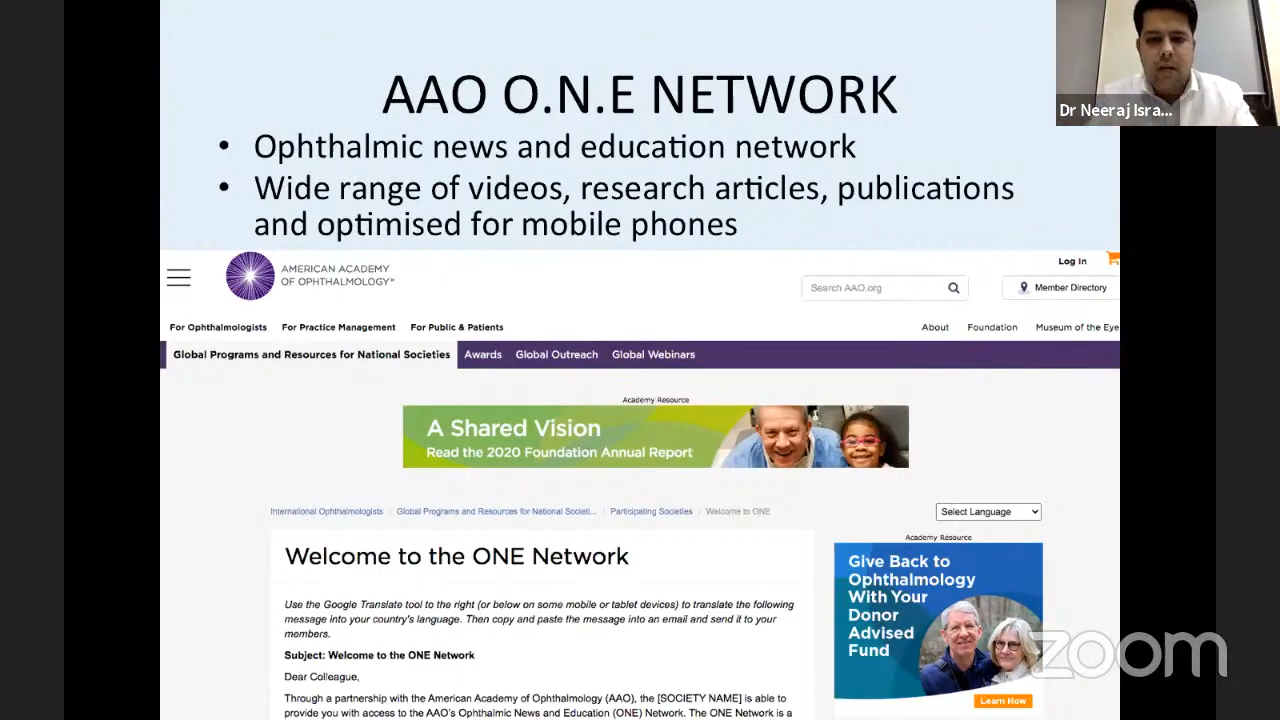 AAO O.N.E NETWORK
• Ophthalmic news and education network
• Wide range of videos, research articles, publications
and optimised for mobile phones
Dr Neeraj Isra...
AMERICAN ACADEMY
OF OPHTHALMOLOGY™
Log In
Search AAO.org
Member Directory
For Ophthalmologists For Practice Management For Public & Patients
About Foundation Museum of the Eye
Global Programs and Resources for National Societies Awards Global Outreach Global Webinars
Academy Resource
A Shared Vision
Read the 2020 Foundation Annual Report
International Ophthalmologists / Global Programs and Resources for National Societi... / Participating Societies / Welcome to ONE
Select Language
Welcome to the ONE Network
Use the Google Translate tool to the right (or below on some mobile or tablet devices) to translate the following
message into your country's language. Then copy and paste the message into an email and send it to your
members.
Subject: Welcome to the ONE Network
Dear Colleague,
Through a partnership with the American Academy of Ophthalmology (AAO), the [SOCIETY NAME] is able to
provide you with access to the AAO's Ophthalmic News and Education (ONE) Network. The ONE Network is a
Academy Resource
Give Back to
Ophthalmology
With Your
Donor
Advised
Fund
Learn How
zoom